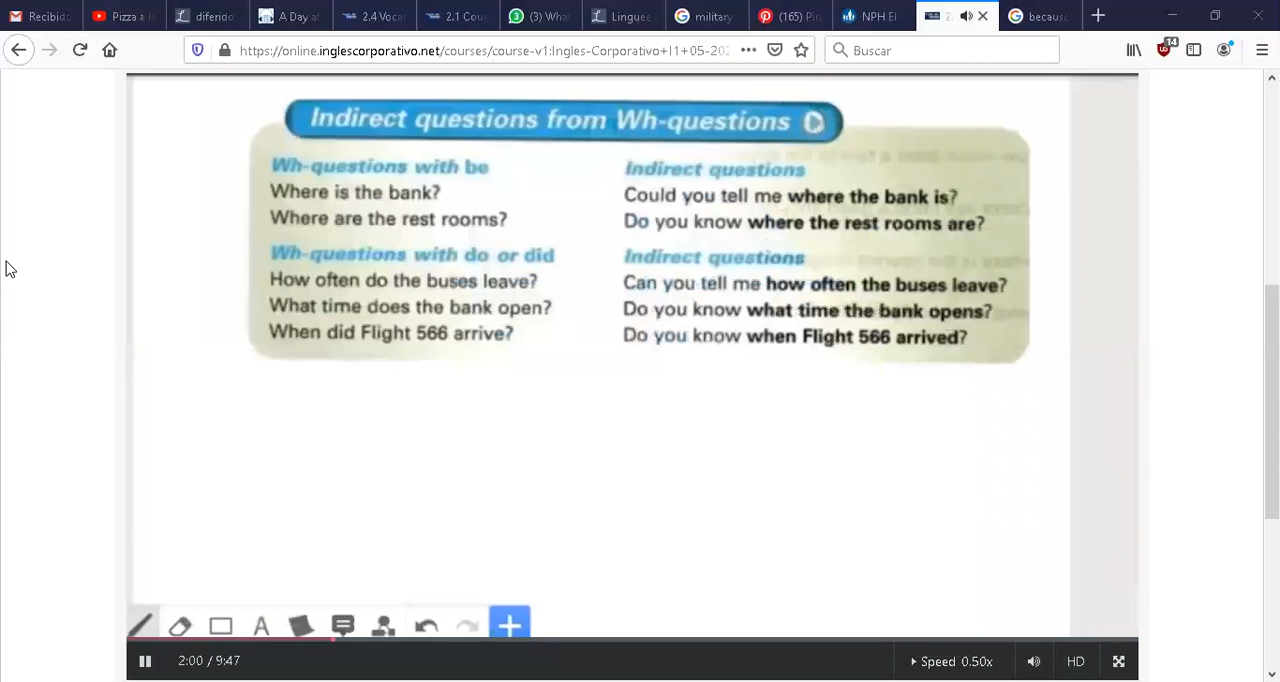 Recibido
Pizza a l
diferido
A Day at
2.4 Voca
2.1 Cou
(3) Wha
Linguee
military
(165) Pi
NPH El
2.
becaus
https://online.inglescorporativo.net/courses/course-v1:Ingles-Corporativo+I1+05-202
Buscar
14
Indirect questions from Wh-questions
Wh-questions with be
Where is the bank?
Where are the rest rooms?
Wh-questions with do or did
How often do the buses leave?
What time does the bank open?
When did Flight 566 arrive?
Indirect questions
Could you tell me where the bank is?
Do you know where the rest rooms are?
Indirect questions
Can you tell me how often the buses leave?
Do you know what time the bank opens?
Do you know when Flight 566 arrived?
A
2:00 / 9:47
Speed 0.50x
HD